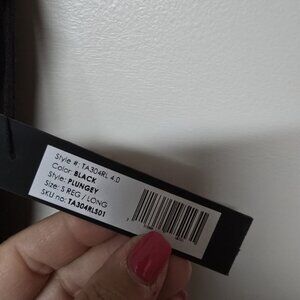 Style #: TA304RL 4.0
Color: BLACK
Style: PLUNGEY
Size: S REG / LONG
SKU no: TA304RLS01